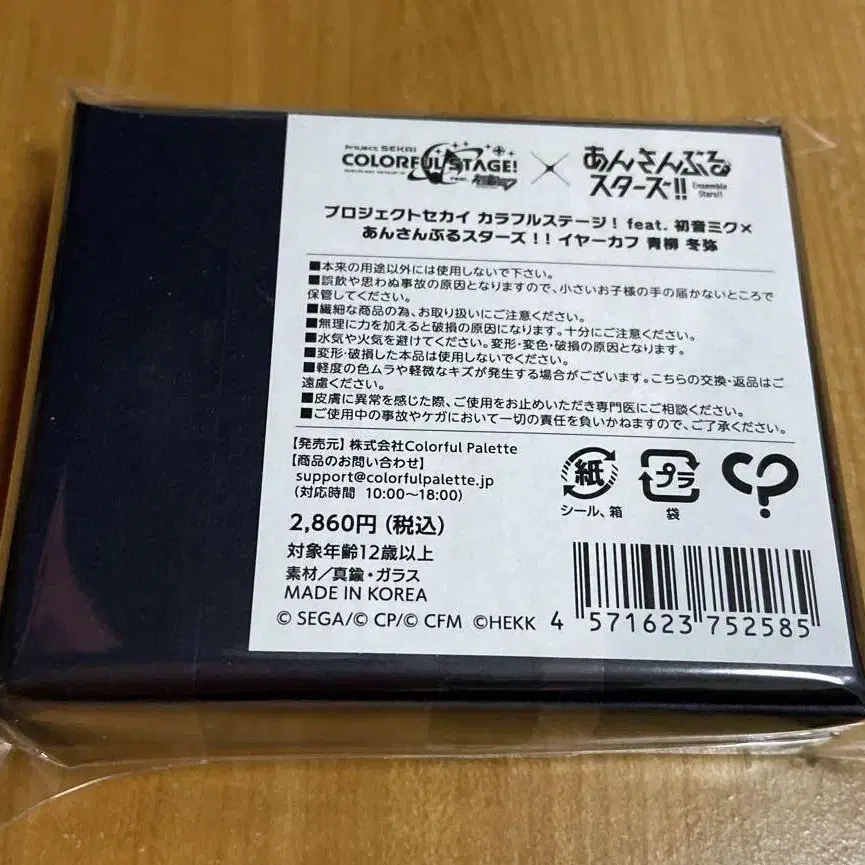 Project SEKAI
COLORFUL STAGE!
feat. 初音ミク
×
あんさんぶる
スターズ!!
Ensemble
Stars!!
プロジェクトセカイ カラフルステージ! feat. 初音ミク×
あんさんぶるスターズ!! イヤーカフ 青柳 冬弥
■本来の用途以外には使用しないで下さい。
■誤飲や思わぬ事故の原因となりますので、小さいお子様の手の届かないところで
保管してください。
■繊細な商品の為、お取り扱いにご注意ください。
■無理に力を加えると破損の原因になります。十分にご注意ください。
■水気や火気を避けてください。変形・変色・破損の原因となります。
■変形・破損した本品は使用しないでください。
■軽度の色ムラや軽微なキズが発生する場合がございます。こちらの交換・返品はご
遠慮ください。
■皮膚に異常を感じた際、ご使用をお止めいただき専門医にご相談ください。
■ご使用中の事故やケガにおいて一切の責任を負いかねますので、ご了承ください。
【発売元】株式会社Colorful Palette
【商品のお問い合わせ】
support@colorfulpalette.jp
(対応時間 10:00〜18:00)
紙
シール、箱
プラ
袋
2,860円(税込)
対象年齢12歳以上
素材/真鍮・ガラス
MADE IN KOREA
© SEGA/© CP/© CFM ©HEKK
4 571623 752585